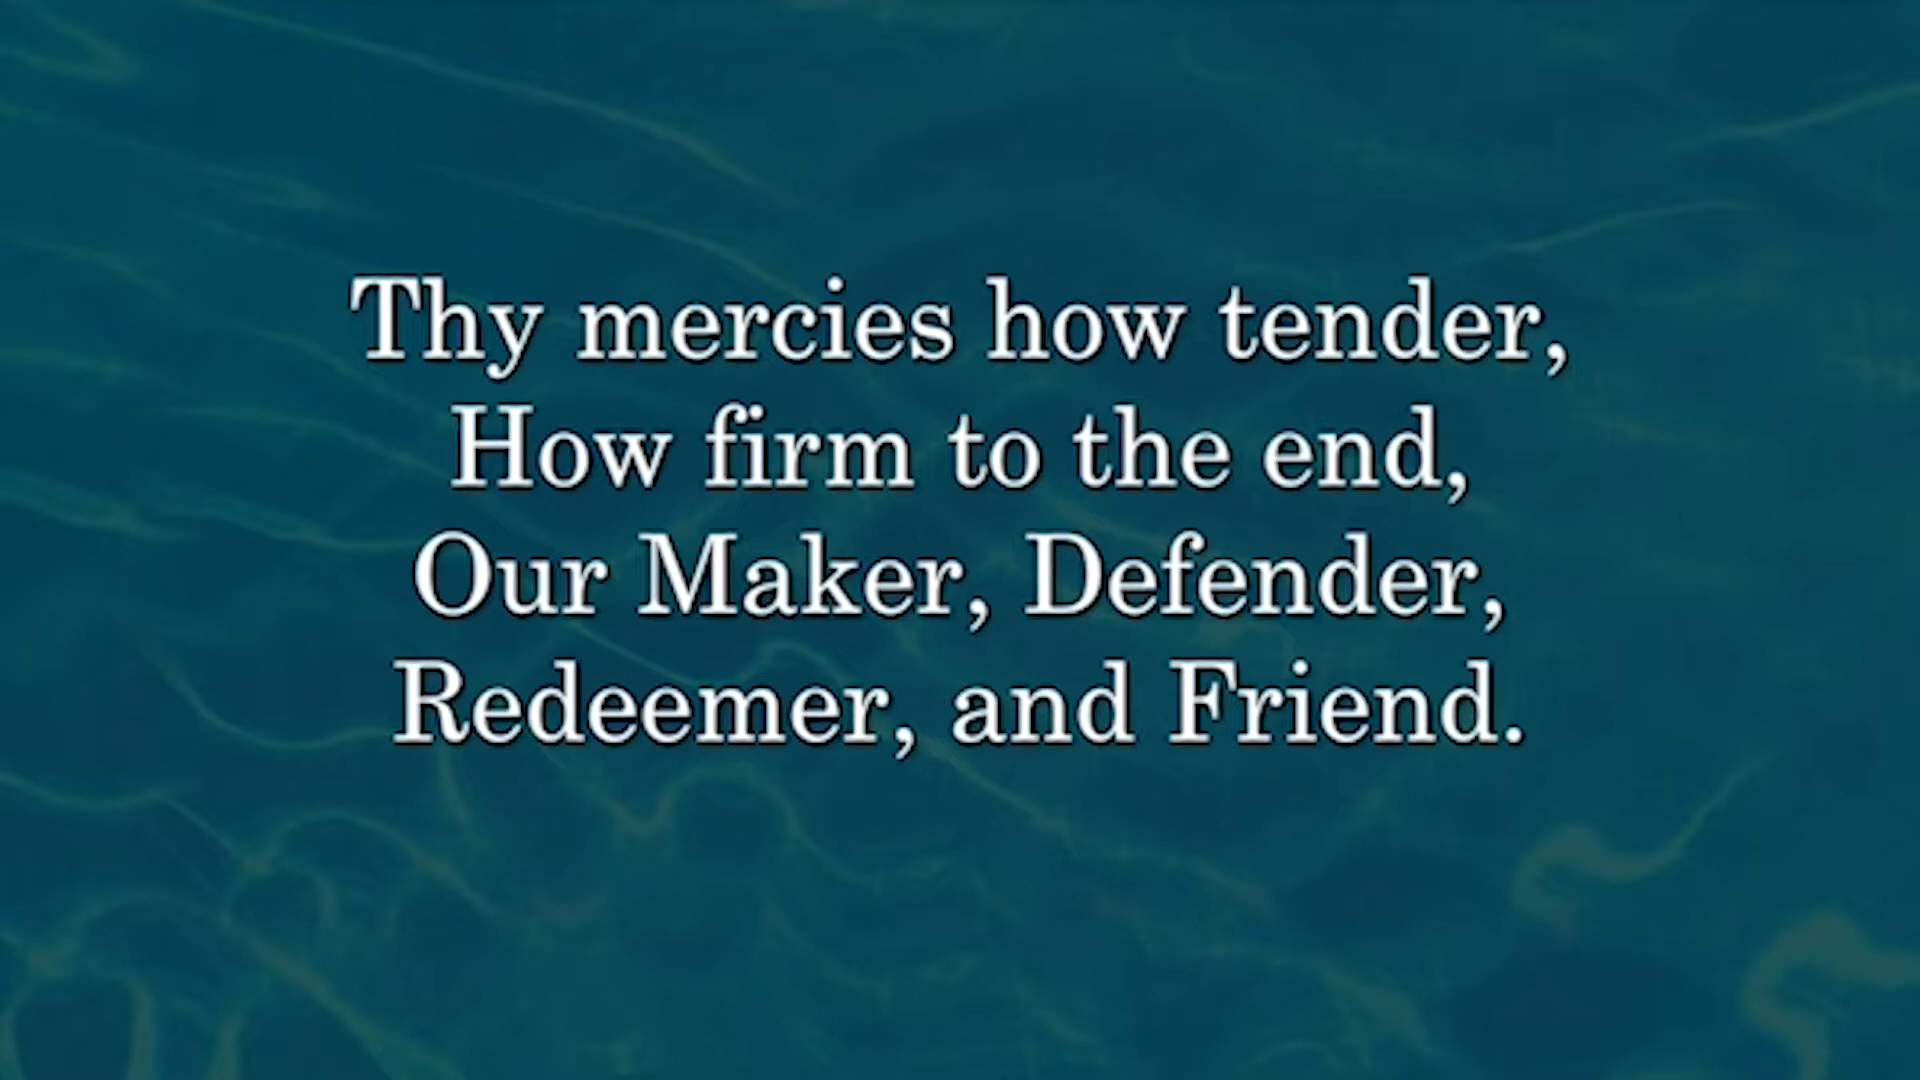 Thy mercies how tender,
How firm to the end,
Our Maker, Defender,
Redeemer, and Friend.